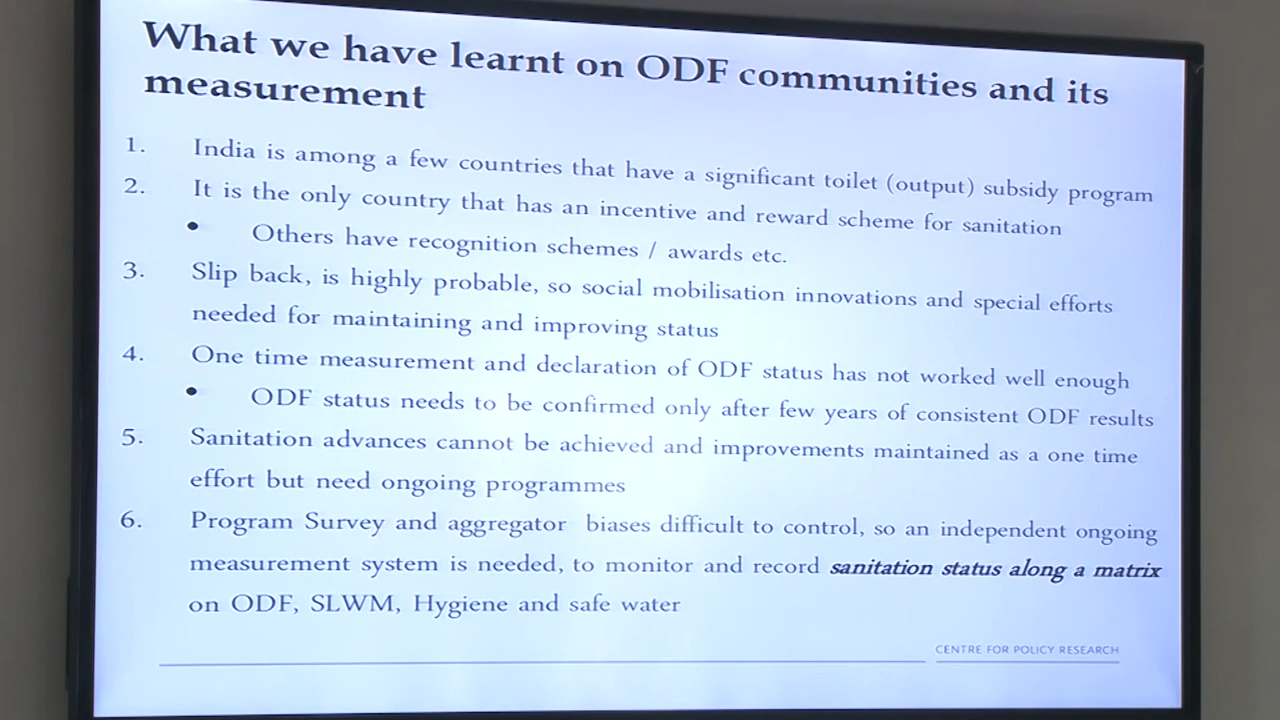 What we have learnt on ODF communities and its
measurement
1. India is among a few countries that have a significant toilet (output) subsidy program
2. It is the only country that has an incentive and reward scheme for sanitation
• Others have recognition schemes / awards etc.
3. Slip back, is highly probable, so social mobilisation innovations and special efforts
needed for maintaining and improving status
4. One time measurement and declaration of ODF status has not worked well enough
• ODF status needs to be confirmed only after few years of consistent ODF results
5. Sanitation advances cannot be achieved and improvements maintained as a one time
effort but need ongoing programmes
6. Program Survey and aggregator biases difficult to control, so an independent ongoing
measurement system is needed, to monitor and record sanitation status along a matrix
on ODF, SLWM, Hygiene and safe water
CENTRE FOR POLICY RESEARCH